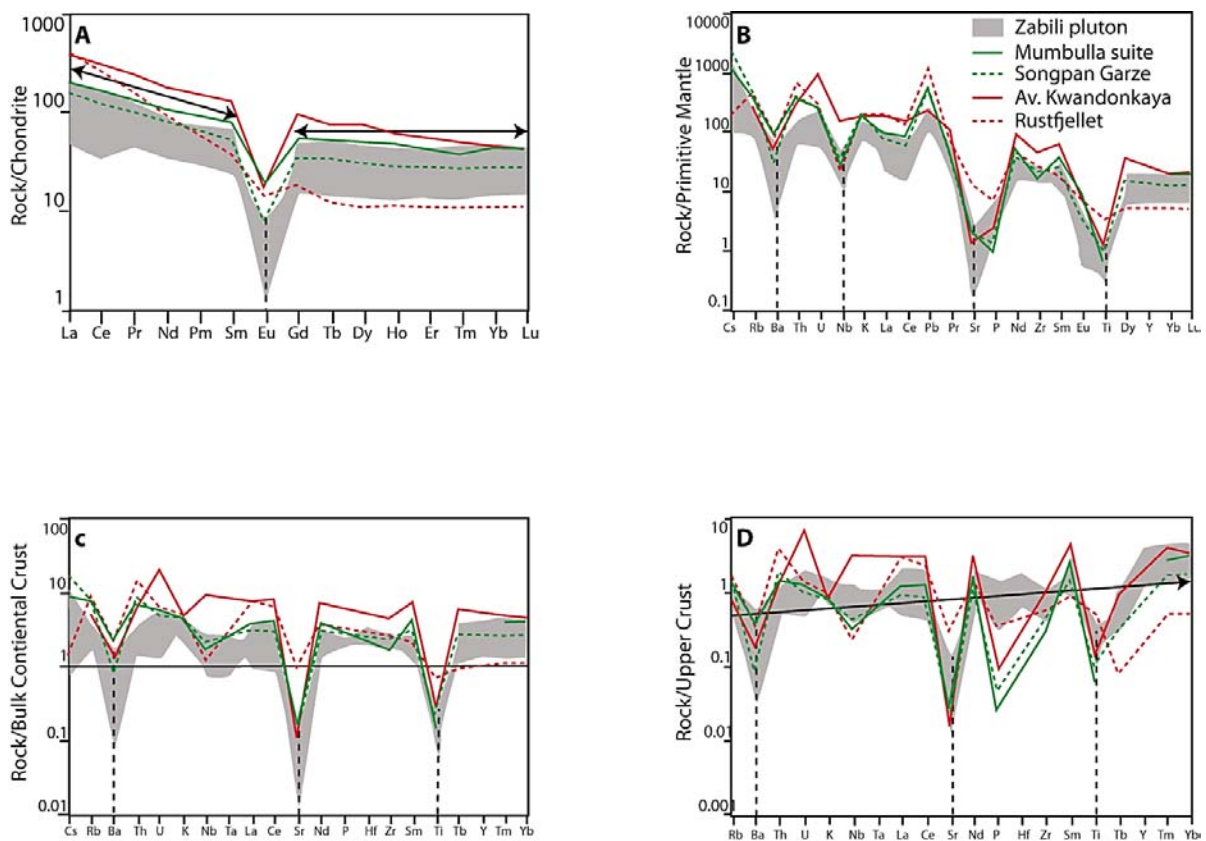 A
1000
100
10
1
Rock/Chondrite
La Ce Pr Nd Pm Sm Eu Gd Tb Dy Ho Er Tm Yb Lu
B
10000
1000
100
10
1
0.1
Rock/Primitive Mantle
Zabili pluton
Mumbulla suite
Songpan Garze
Av. Kwandonkaya
Rustfjellet
Cs Rb Ba Th U Nb K La Ce Pb Pr Sr P Nd Zr Sm Eu Ti Dy Y Yb Lu
c
100
10
1
0.1
0.01
Rock/Bulk Contiental Crust
Cs Rb Ba Th U K Nb Ta La Ce Sr Nd P Hf Zr Sm Ti Tb Y Tm Yb
D
10
1
0.1
0.01
0.00
Rock/Upper Crust
Rb Ba Th U K Nb Ta La Ce Sr Nd P Hf Zr Sm Ti Tb Y Tm Yb